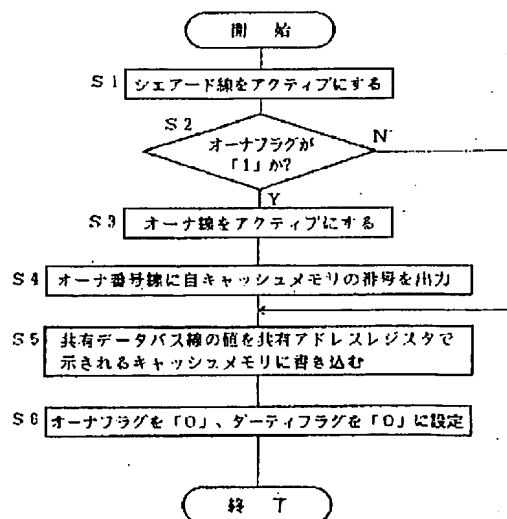 開始
S1 シェアード線をアクティブにする
S2
オーナフラグが
「1」か?
N
Y
S3 オーナ線をアクティブにする
S4 オーナ番号線に自キャッシュメモリの番号を出力
S5 共有データバス線の値を共有アドレスレジスタで
示されるキャッシュメモリに書き込む
S6 オーナフラグを「0」、ダーティフラグを「0」に設定
終了